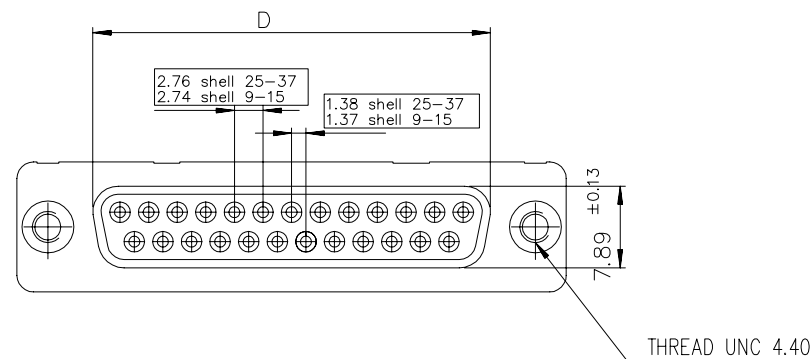 D
2.76 shell 25-37
2.74 shell 9-15
1.38 shell 25-37
1.37 shell 9-15
±0.13
7.89
THREAD UNC 4.40